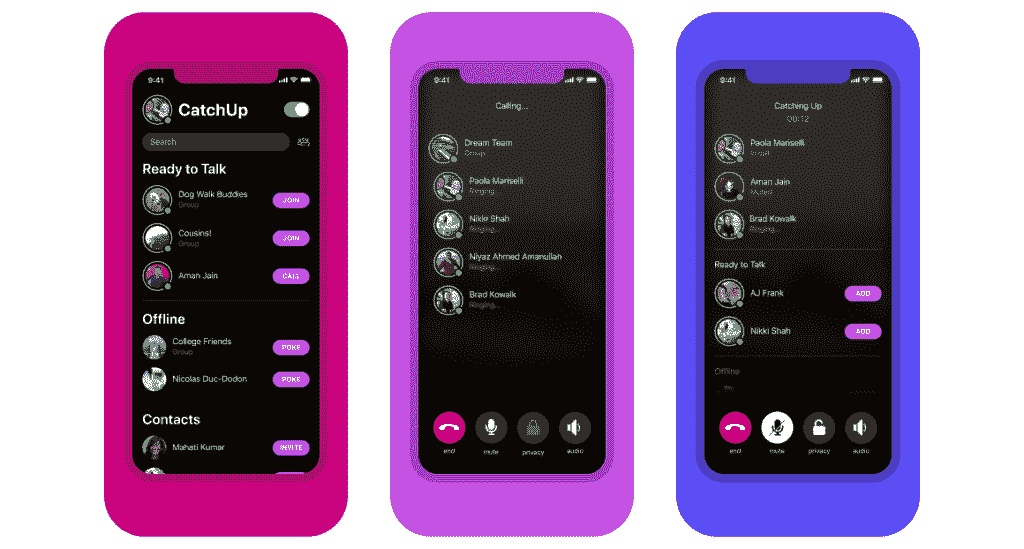 9:41
CatchUp
Search
Ready to Talk
Dog Walk Buddies
Group
JOIN
Cousins!
Group
JOIN
Aman Jain
CALL
Offline
College Friends
Group
POKE
Nicolas Duc-Dodon
POKE
Contacts
Mahati Kumar
INVITE
9:41
Calling...
Dream Team
Group
Paola Mariselli
Ringing...
Nikki Shah
Ringing...
Niyaz Ahmed Amanullah
Ringing...
Brad Kowalk
Ringing...
end
mute
privacy
audio
9:41
Catching Up
00:12
Paola Mariselli
Aman Jain
Muted
Brad Kowalk
Ringing...
Ready to Talk
AJ Frank
ADD
Nikki Shah
ADD
Offline
end
mute
privacy
audio